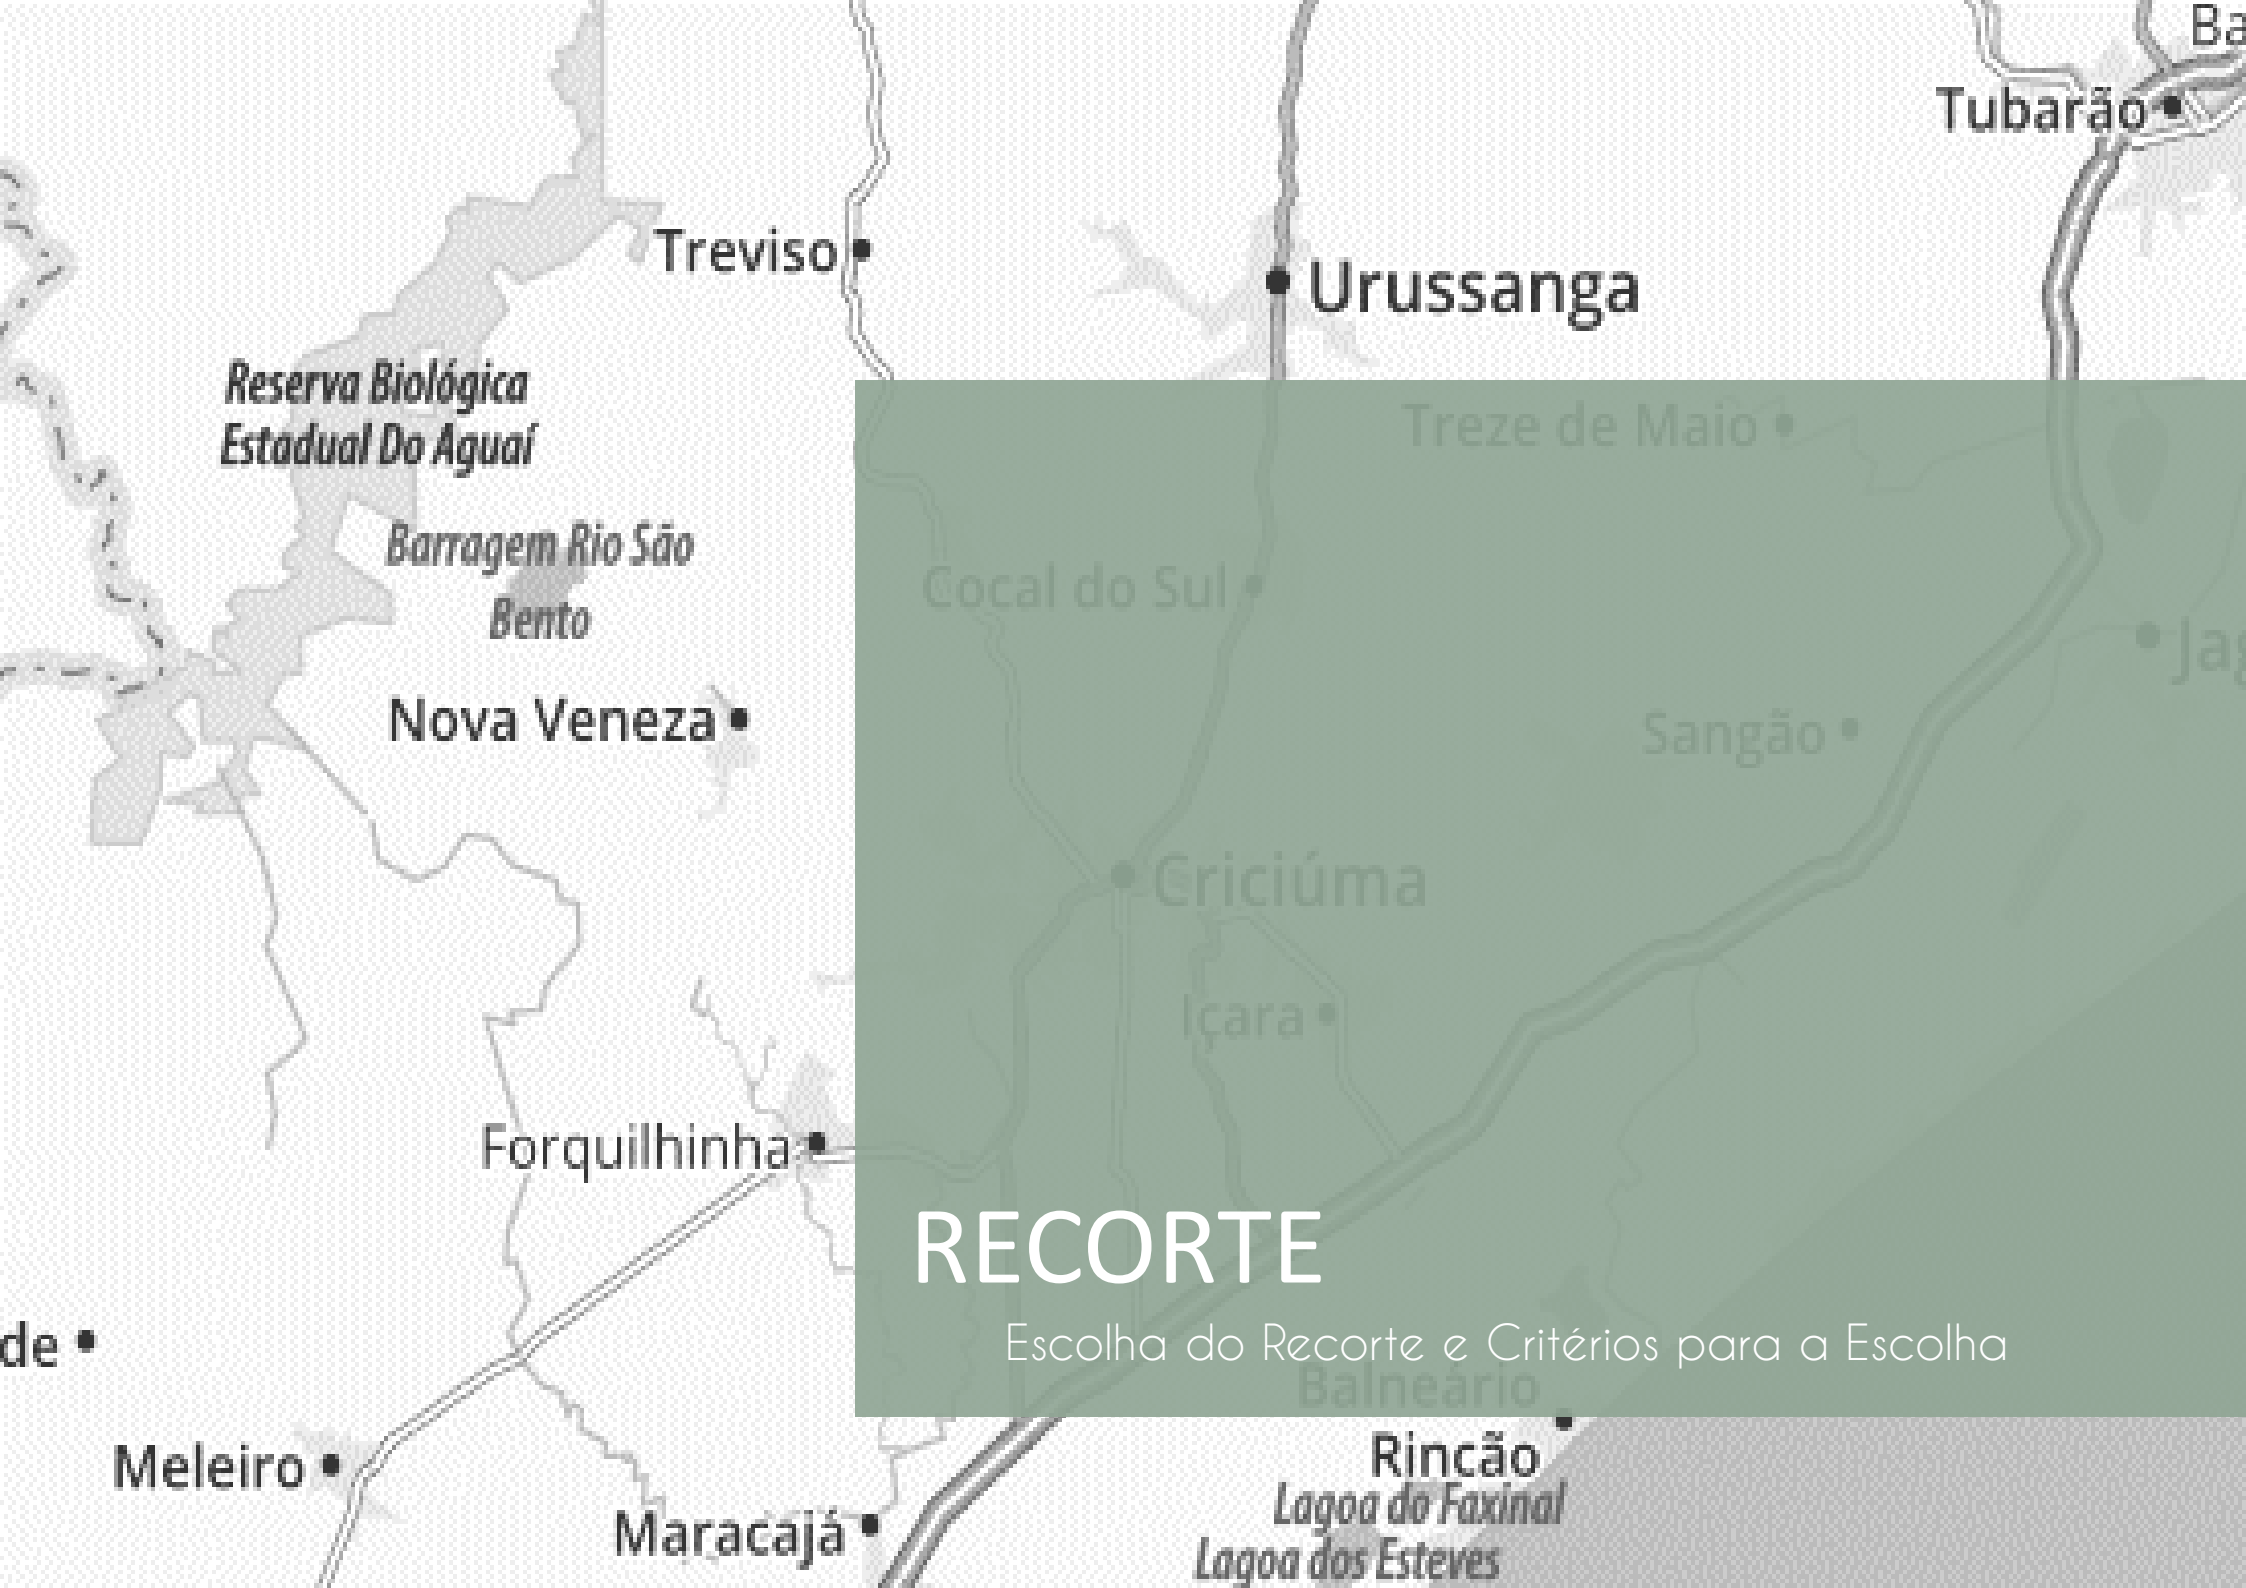 Tubarão
Treviso
Urussanga
Reserva Biológica
Estadual Do Aguaí
Treze de Maio
Barragem Rio São
Bento
Cocal do Sul
Nova Veneza
Sangão
Criciúma
Içara
Forquilhinha
RECORTE
Escolha do Recorte e Critérios para a Escolha
Balneário
Rincão
de
Meleiro
Lagoa do Faxinal
Maracajá
Lagoa dos Esteves